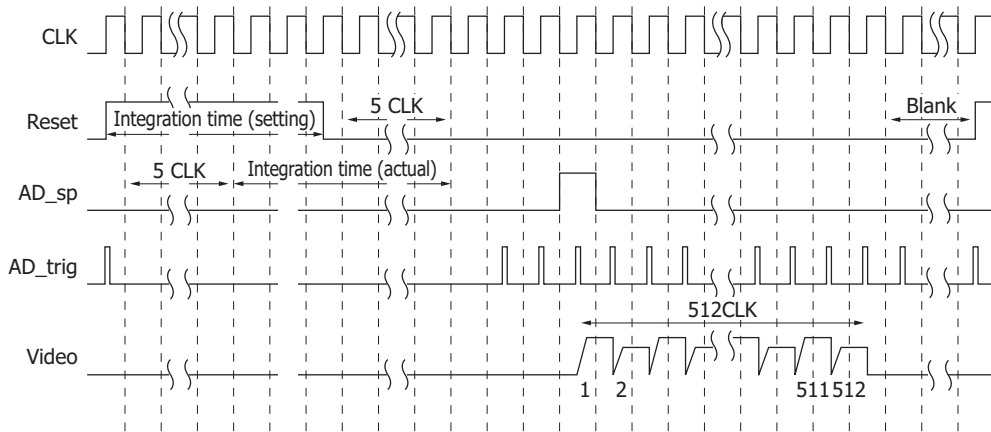 CLK
Reset
Integration time (setting)
5 CLK
Blank
5 CLK
Integration time (actual)
AD_sp
AD_trig
512CLK
Video
1 2 511 512